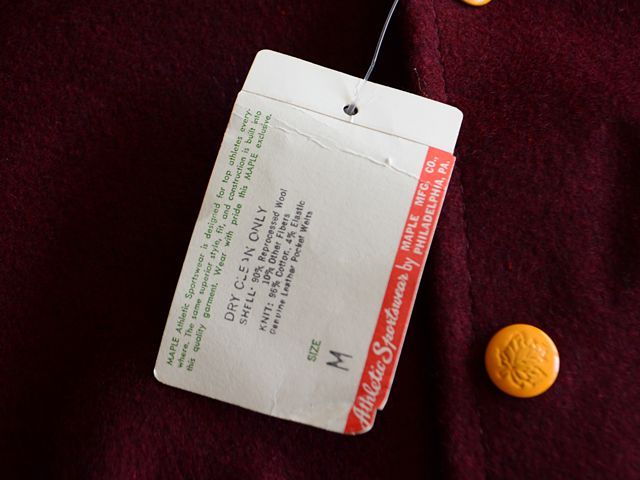 MAPLE Athletic Sportswear is designed for top athletes every-
where. The same superior style, fit, and construction is built into
this quality garment. Wear with pride this MAPLE exclusive.
DRY CLEAN ONLY
SHELL- 90% Reprocessed Wool
10% Other Fibers
KNIT: 96% Cotton, 4% Elastic
Genuine Leather Pocket Welts
SIZE
M
Athletic Sportswear by MAPLE MFG. CO.,
PHILADELPHIA, PA.